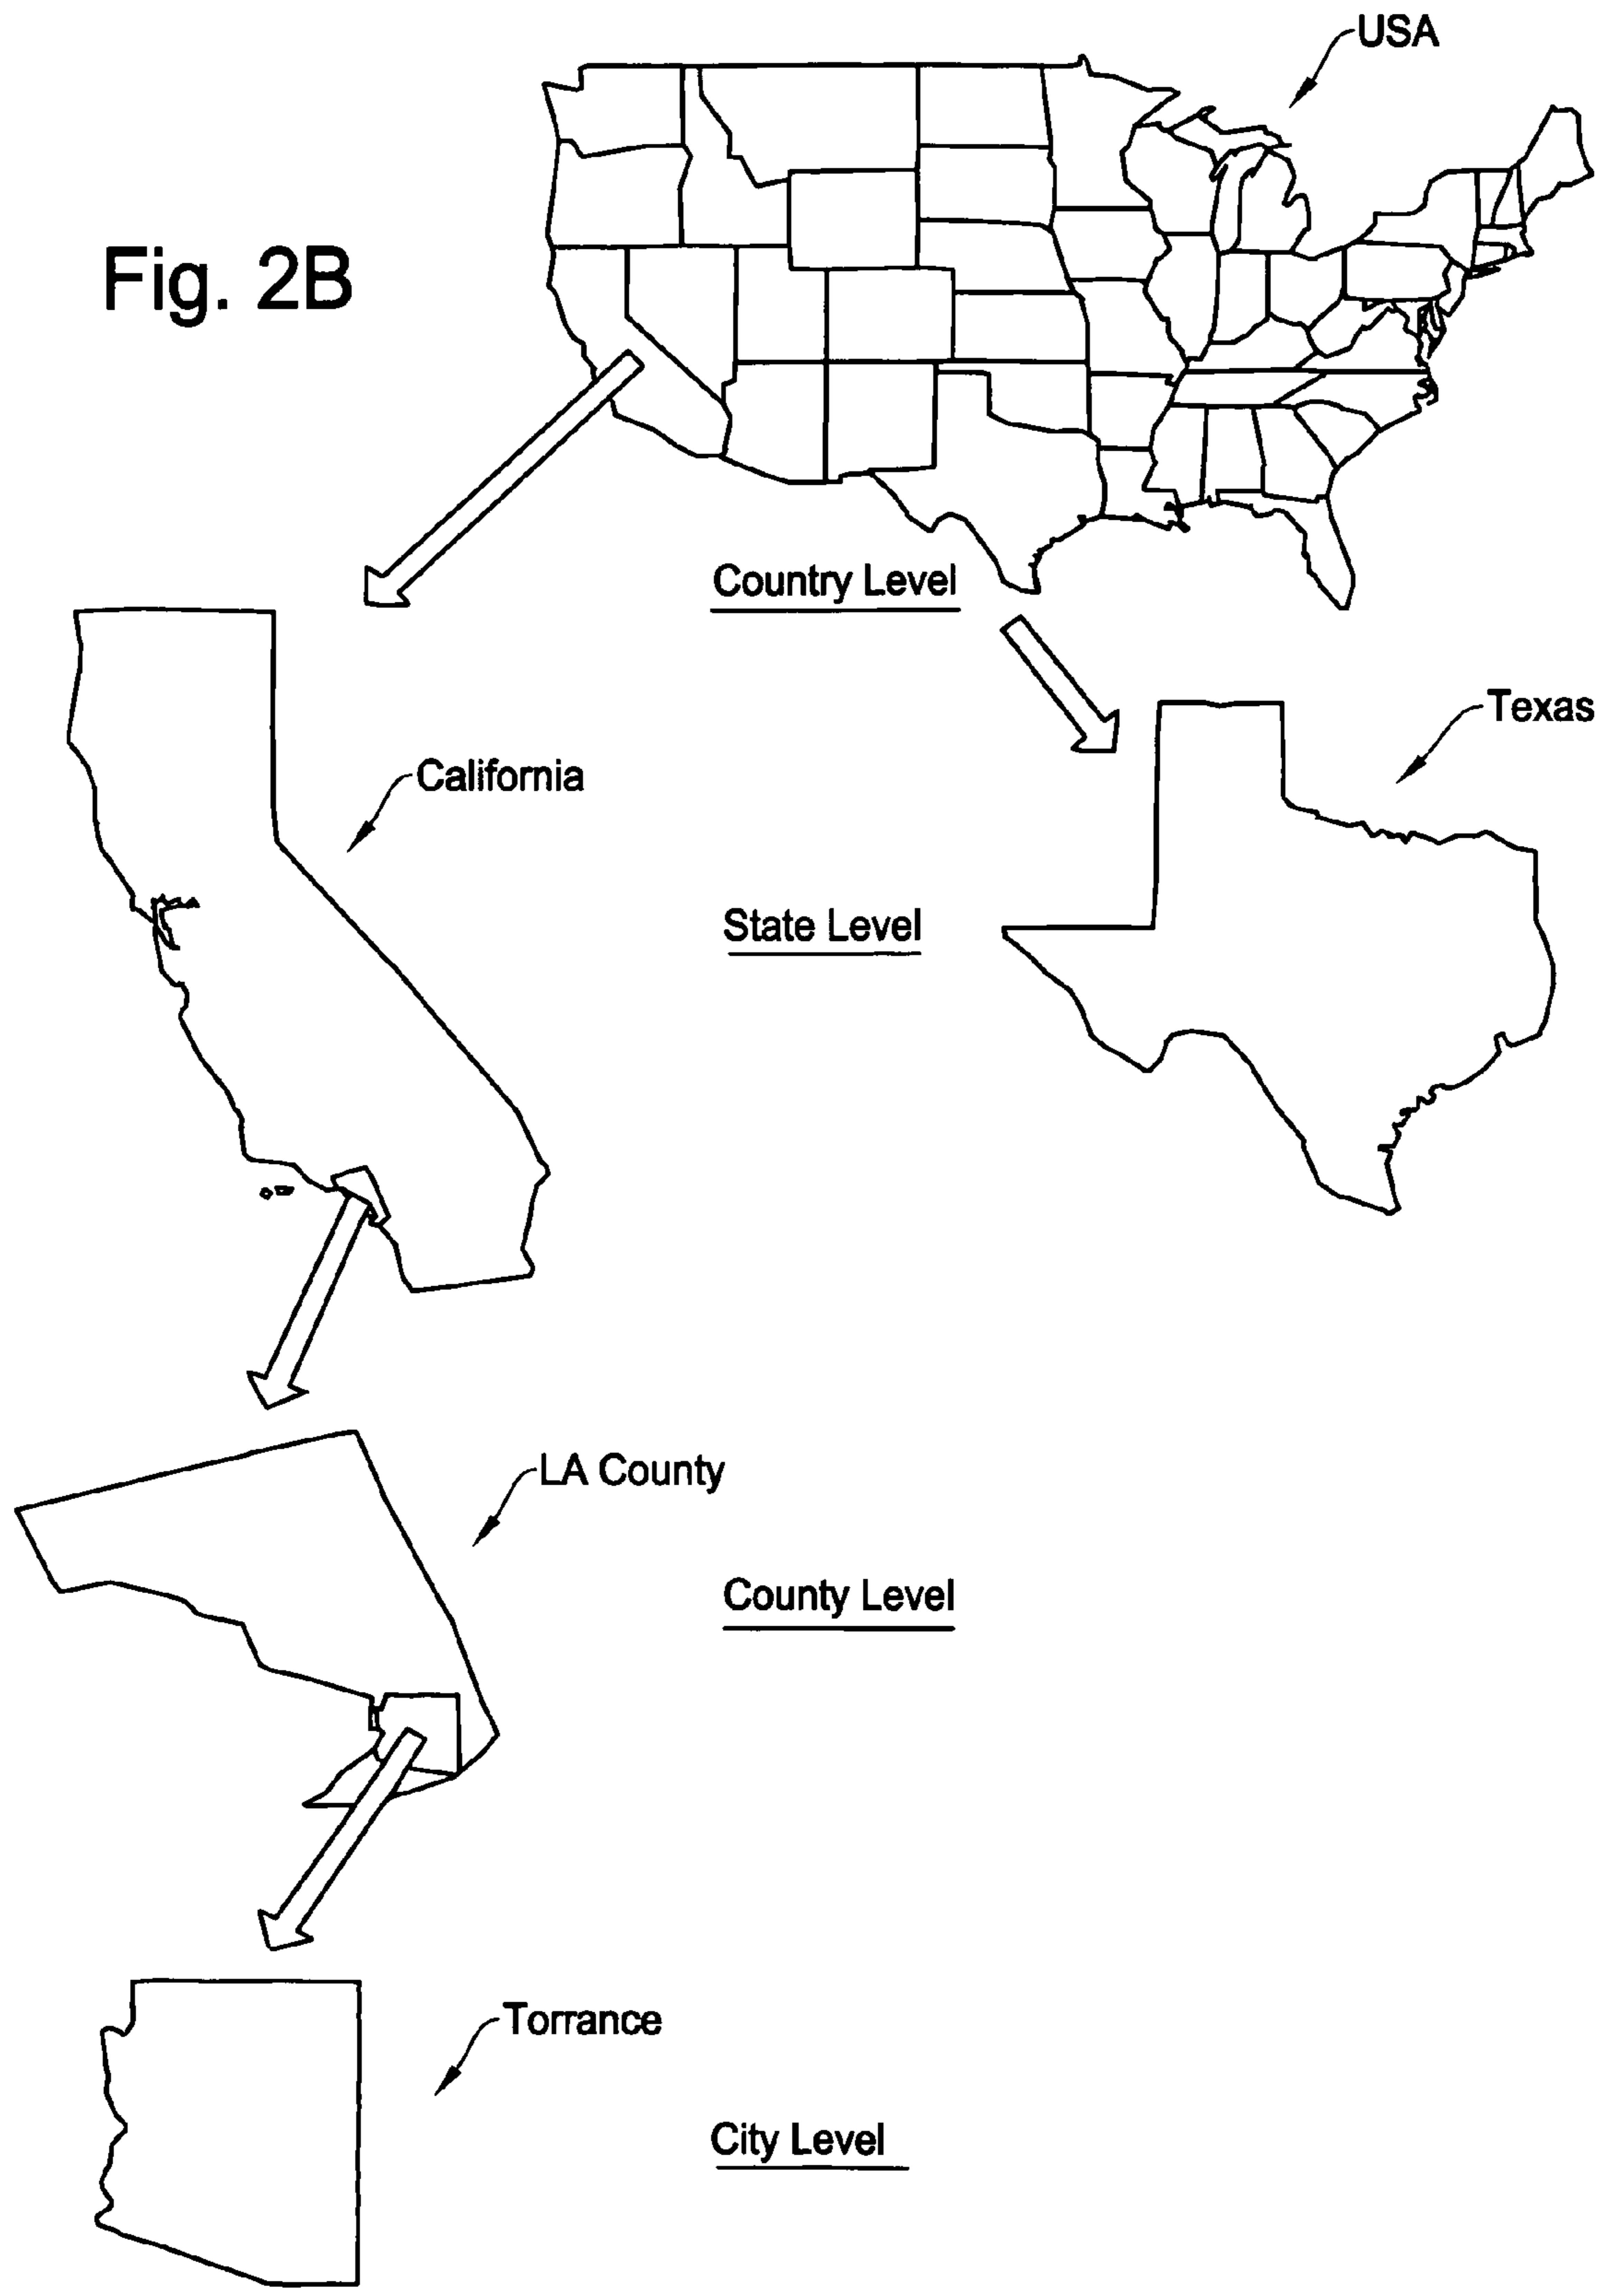 USA
Fig. 2B
Country Level
Texas
California
State Level
LA County
County Level
Torrance
City Level